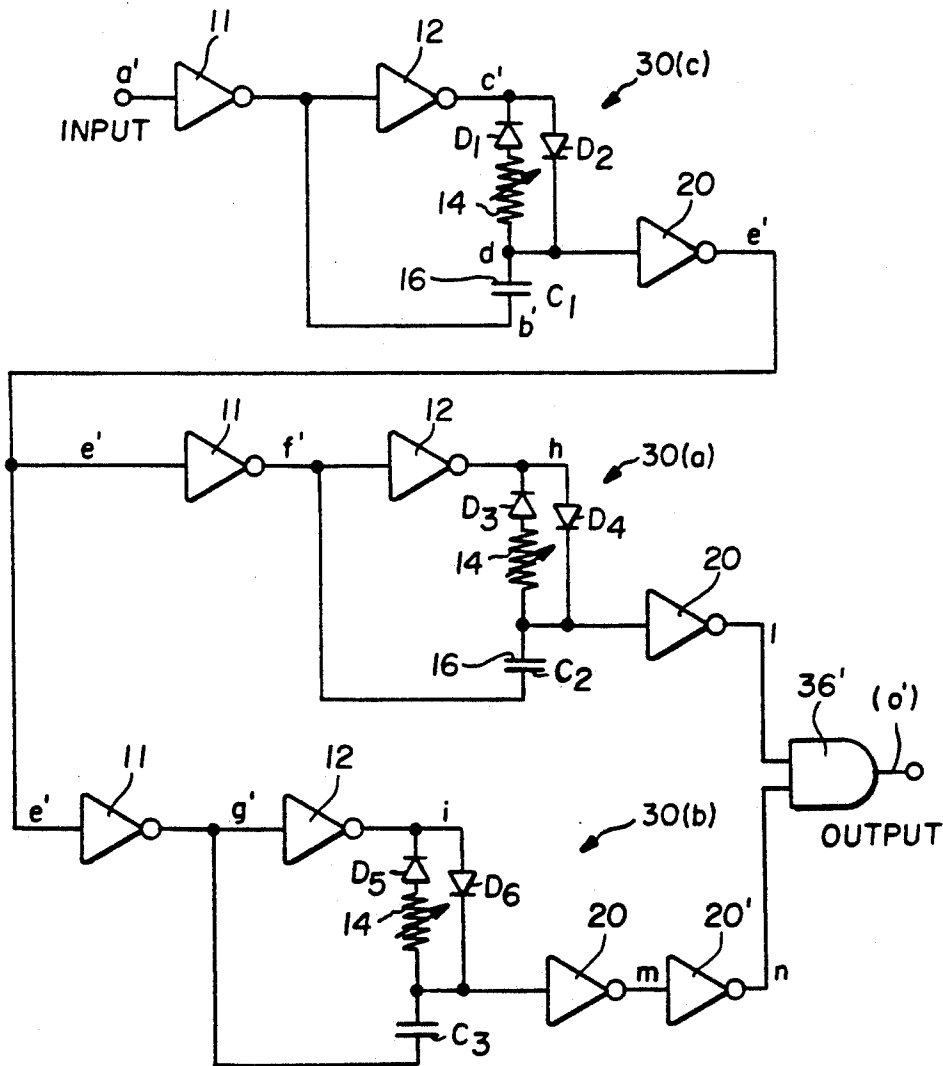 11
12
30(c)
a'
c'
INPUT
D1
D2
14
20
e'
d
16
C1
b'
11
12
e'
f'
h
30(a)
D3
D4
14
20
l
16
C2
36'
(o')
11
12
e'
g'
i
30(b)
OUTPUT
D5
D6
14
20
20'
m
n
C3